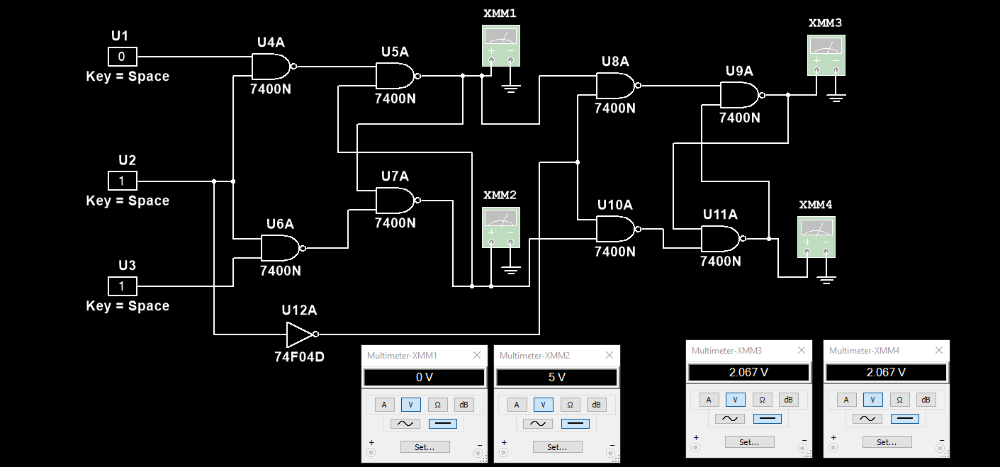 XMM1
XMM3
U1
0
Key = Space
U4A
7400N
U5A
7400N
U8A
7400N
U9A
7400N
U2
1
Key = Space
U7A
7400N
XMM2
U10A
7400N
U11A
7400N
XMM4
U6A
7400N
U3
1
Key = Space
U12A
74F04D
Multimeter-XMM1
0 V
A V Ω dB
+ Set... −
Multimeter-XMM2
5 V
A V Ω dB
+ Set... −
Multimeter-XMM3
2.067 V
A V Ω dB
+ Set... −
Multimeter-XMM4
2.067 V
A V Ω dB
+ Set... −